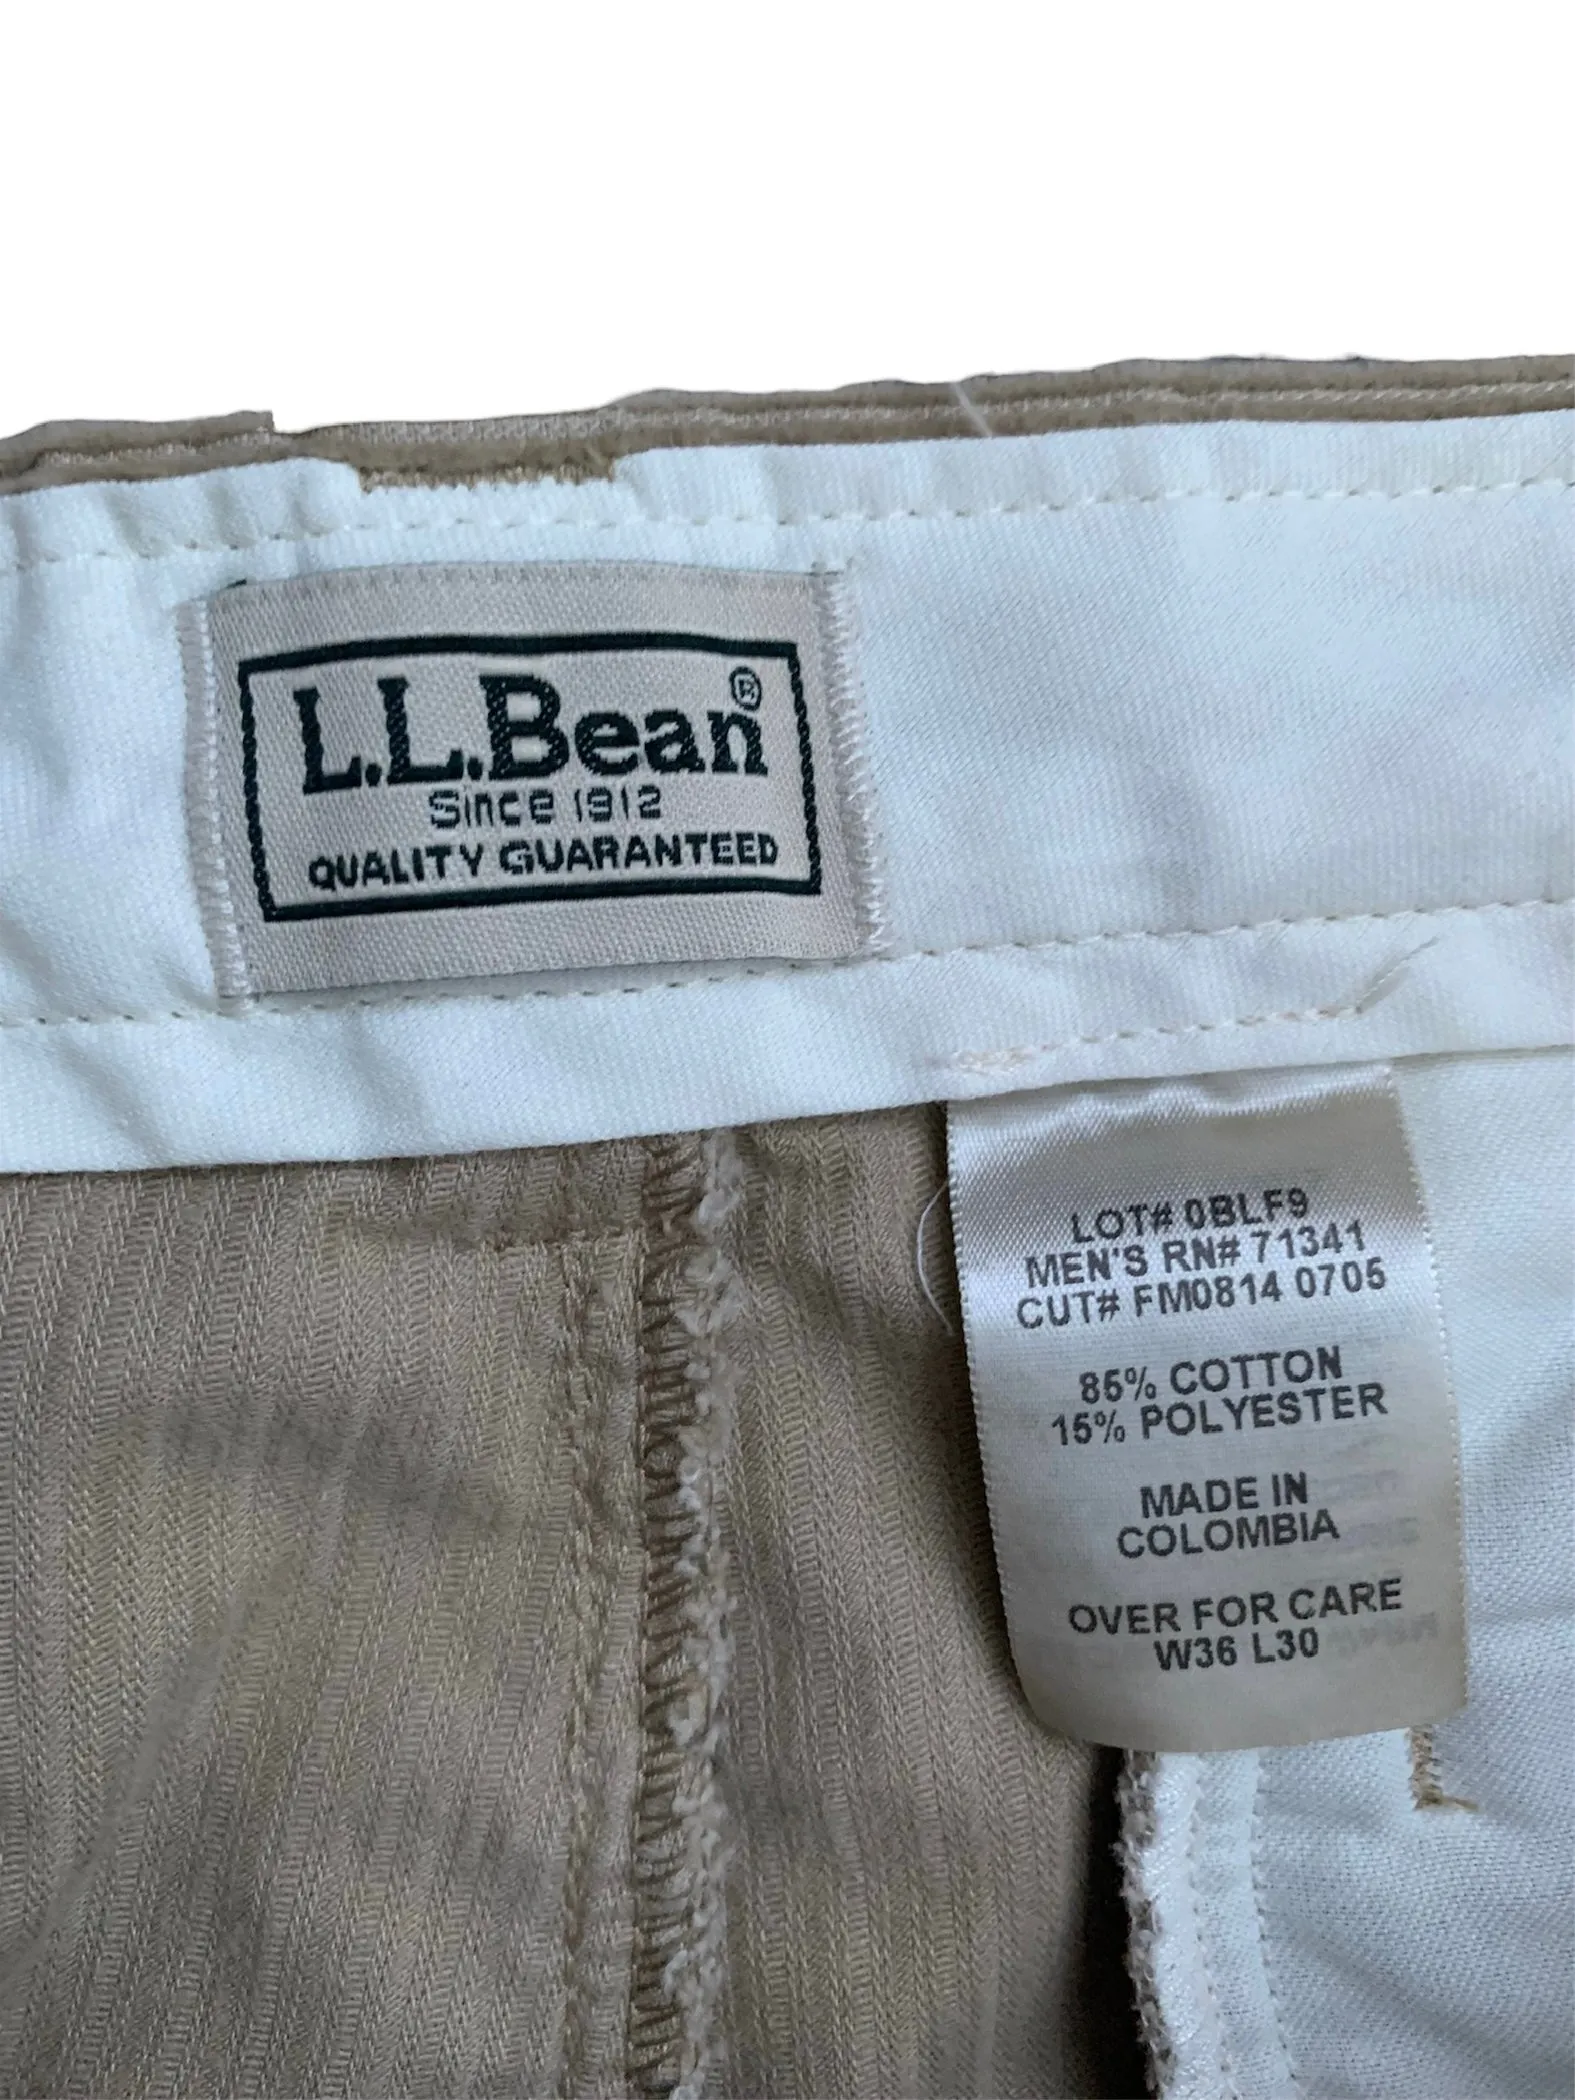 L.L.Bean®
Since 1912
QUALITY GUARANTEED
LOT# 0BLF9
MEN'S RN# 71341
CUT# FM0814 0705
85% COTTON
15% POLYESTER
MADE IN
COLOMBIA
OVER FOR CARE
W36 L30